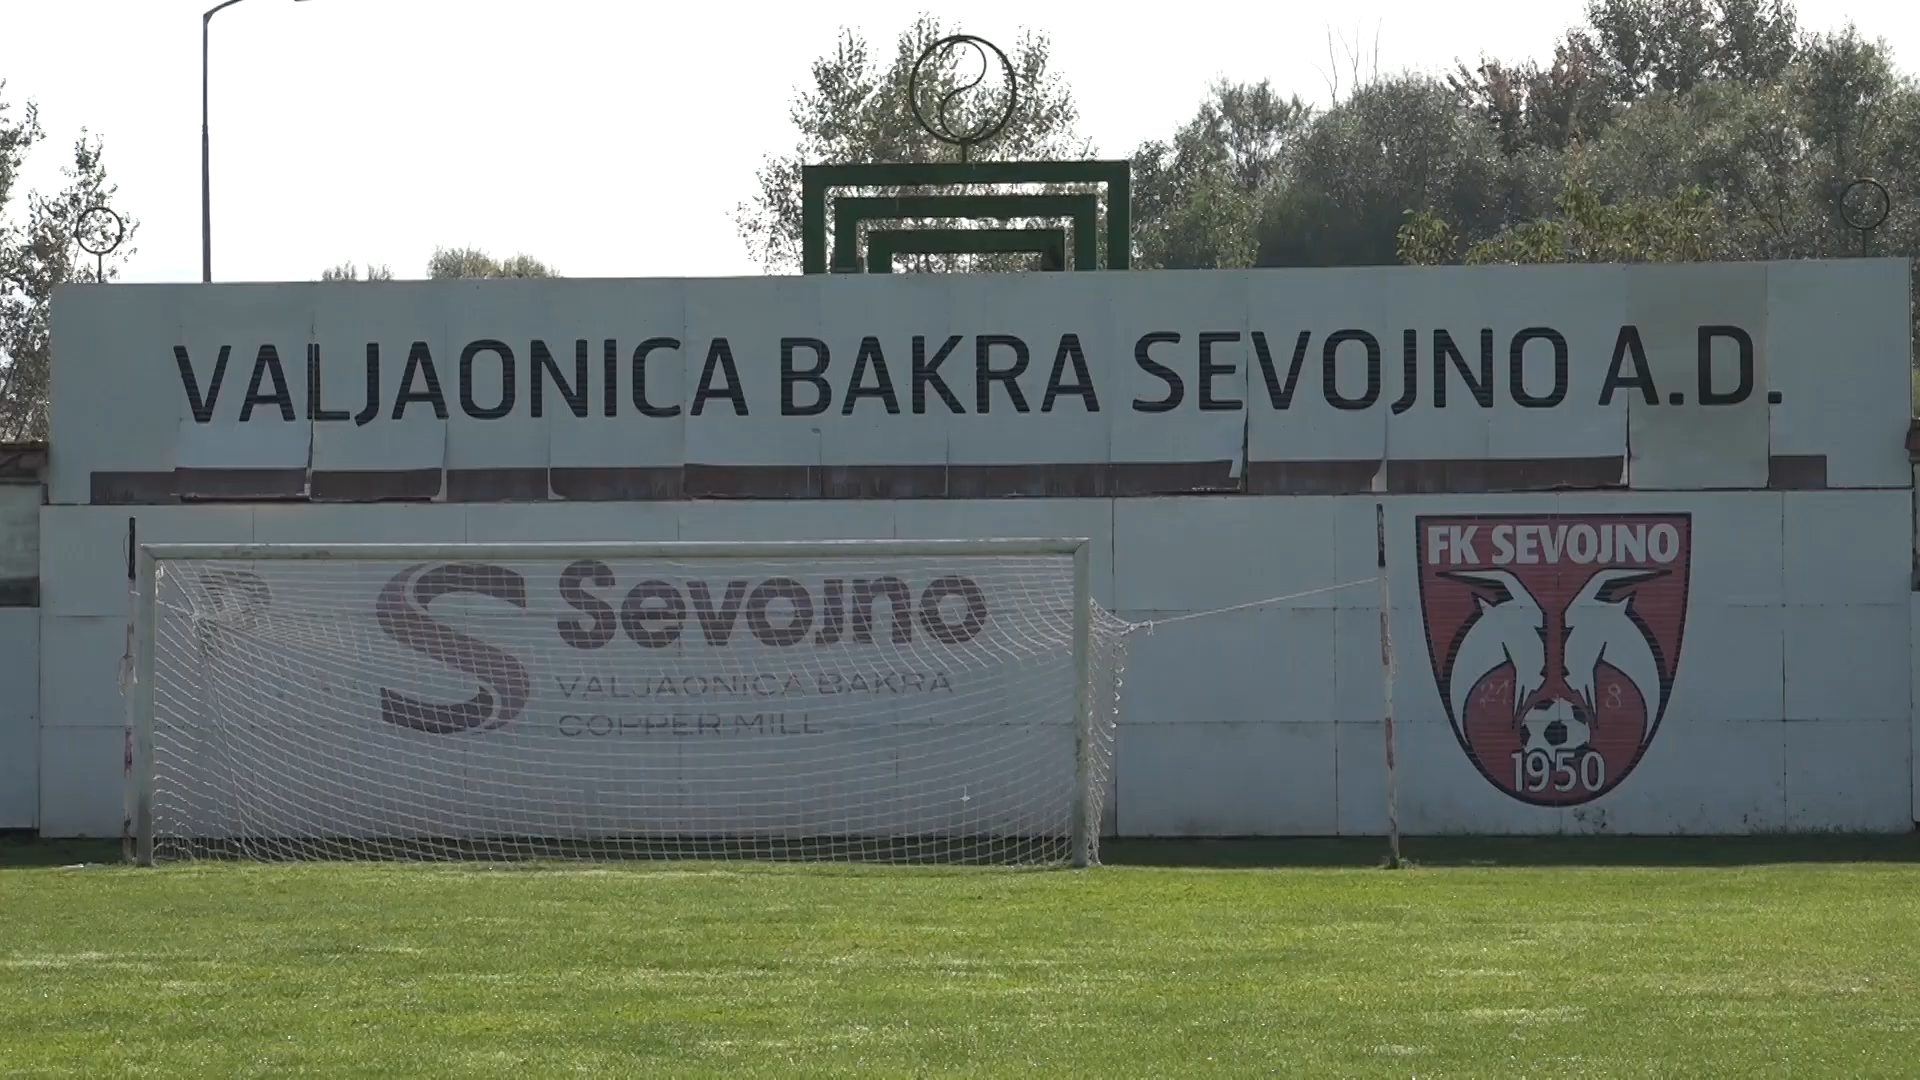 VALJAONICA BAKRA SEVOJNO A.D.
Sevojno
VALJAONICA BAKRA
COPPER MILL
FK SEVOJNO
1950